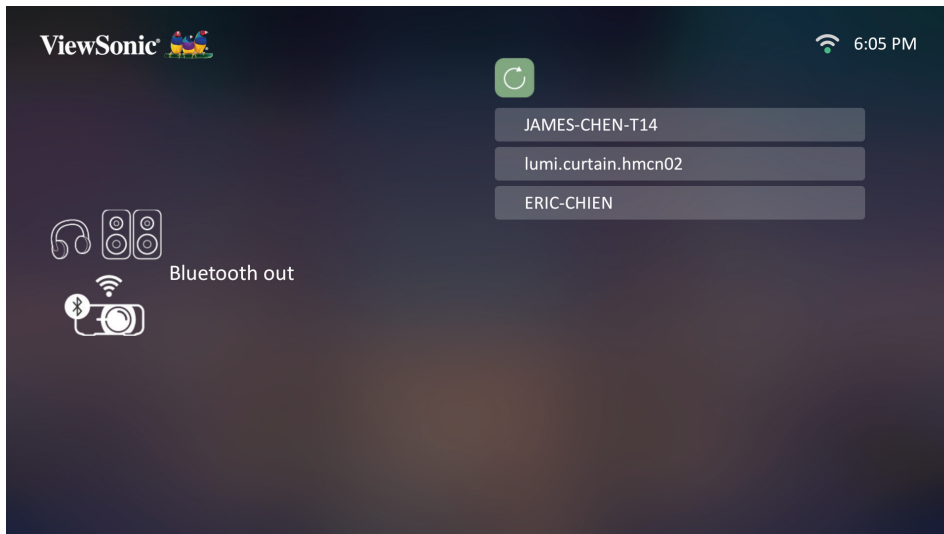 ViewSonic
6:05 PM
JAMES-CHEN-T14
lumi.curtain.hmcn02
ERIC-CHIEN
Bluetooth out